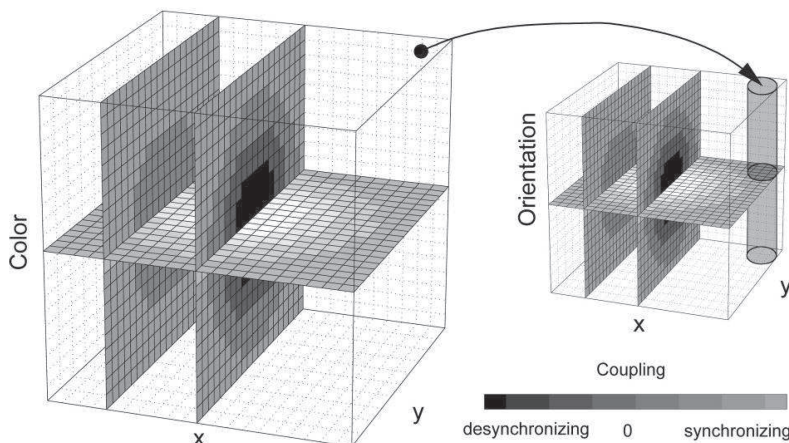 Color
x
y
Orientation
x
y
Coupling
desynchronizing 0 synchronizing